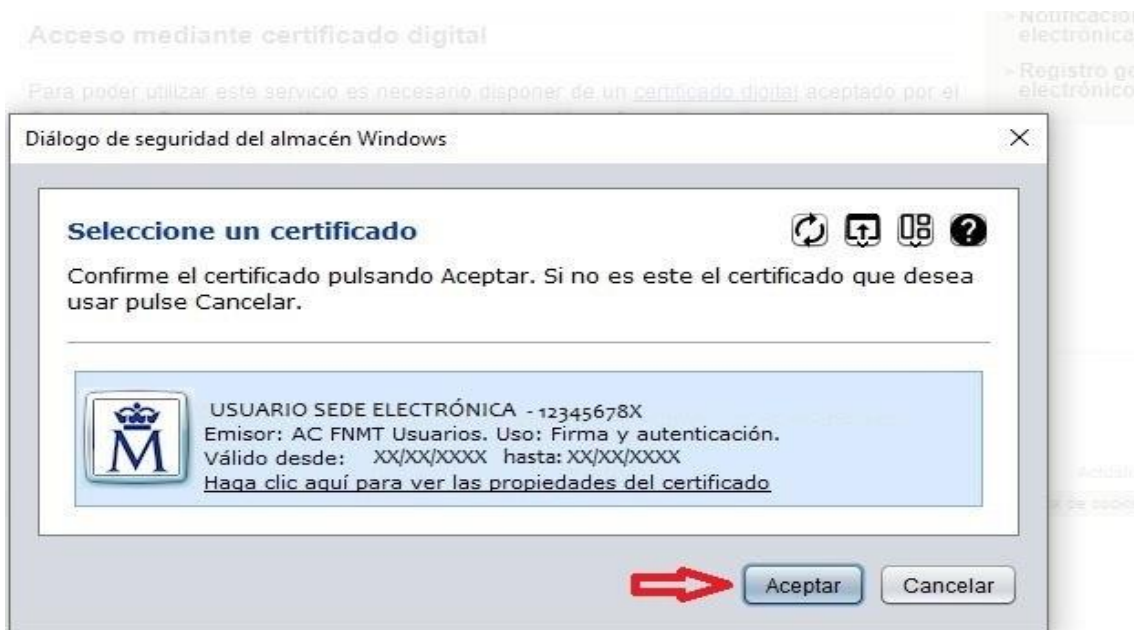 Acceso mediante certificado digital
electrónica
Para poder utilizar este servicio es necesario disponer de un certificado digital aceptado por el
electrónico
Diálogo de seguridad del almacén Windows
Seleccione un certificado
Confirme el certificado pulsando Aceptar. Si no es este el certificado que desea
usar pulse Cancelar.
USUARIO SEDE ELECTRÓNICA - 12345678X
Emisor: AC FNMT Usuarios. Uso: Firma y autenticación.
Válido desde: XX/XX/XXXX hasta: XX/XX/XXXX
Haga clic aquí para ver las propiedades del certificado
Aceptar
Cancelar